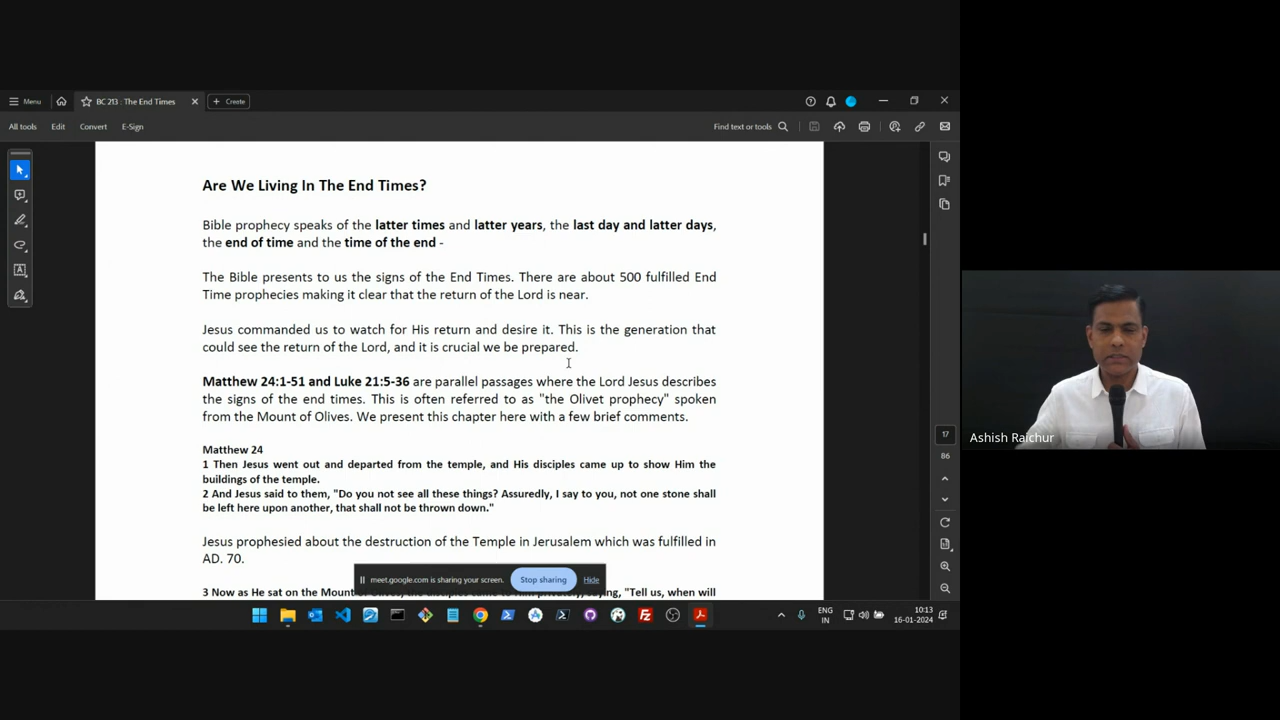 Menu
BC 213 : The End Times
Create
All tools
Edit
Convert
E-Sign
Find text or tools
Are We Living In The End Times?
Bible prophecy speaks of the latter times and latter years, the last day and latter days,
the end of time and the time of the end -
The Bible presents to us the signs of the End Times. There are about 500 fulfilled End
Time prophecies making it clear that the return of the Lord is near.
Jesus commanded us to watch for His return and desire it. This is the generation that
could see the return of the Lord, and it is crucial we be prepared.
Matthew 24:1-51 and Luke 21:5-36 are parallel passages where the Lord Jesus describes
the signs of the end times. This is often referred to as "the Olivet prophecy" spoken
from the Mount of Olives. We present this chapter here with a few brief comments.
Matthew 24
1 Then Jesus went out and departed from the temple, and His disciples came up to show Him the
buildings of the temple.
2 And Jesus said to them, "Do you not see all these things? Assuredly, I say to you, not one stone shall
be left here upon another, that shall not be thrown down."
Jesus prophesied about the destruction of the Temple in Jerusalem which was fulfilled in
AD. 70.
3 Now as He sat on the Mount "Tell us, when will
meet.google.com is sharing your screen.
Stop sharing
Hide
17
86
ENG
IN
10:13
16-01-2024
Ashish Raichur